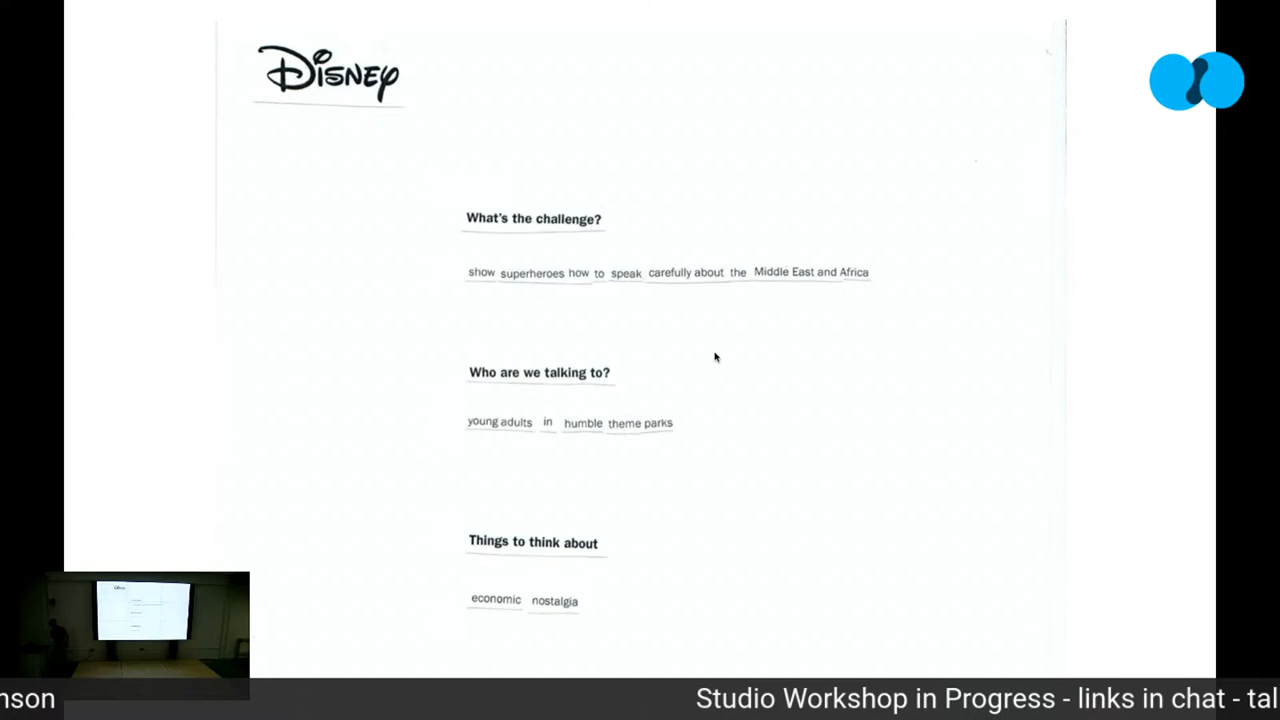 Disney
What's the challenge?
show superheroes how to speak carefully about the Middle East and Africa
Who are we talking to?
young adults in humble theme parks
Things to think about
economic nostalgia
nson Studio Workshop in Progress - links in chat - tal